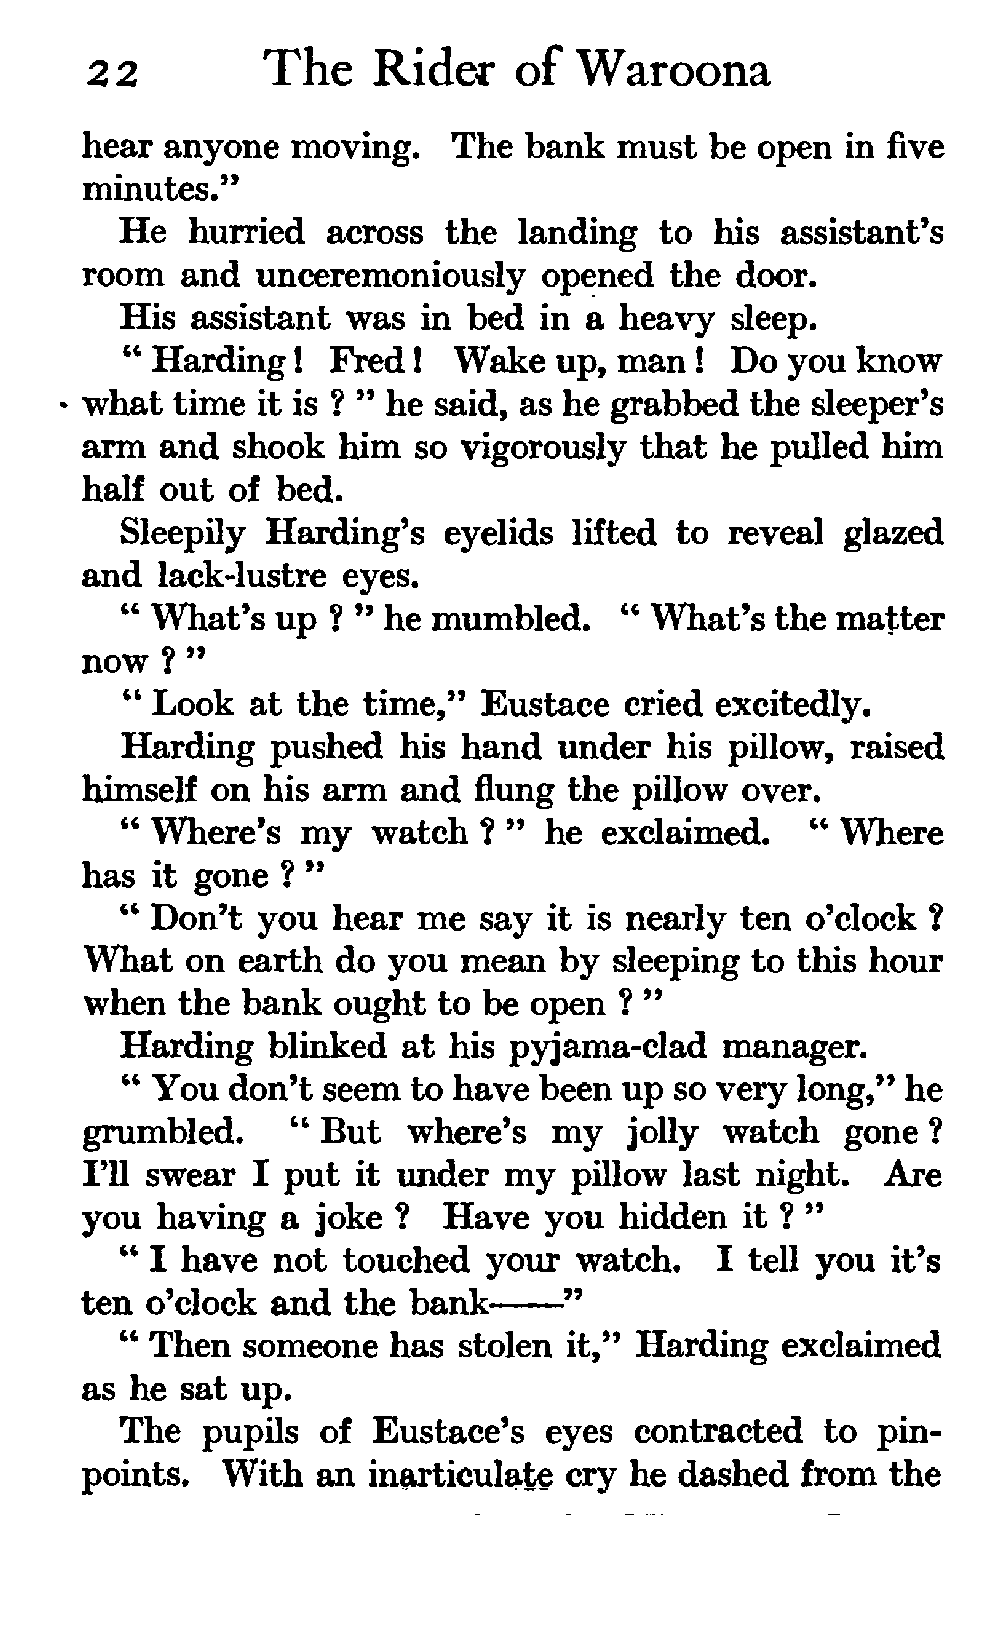 22 The Rider of Waroona
hear anyone moving. The bank must be open in five
minutes."
He hurried across the landing to his assistant's
room and unceremoniously opened the door.
His assistant was in bed in a heavy sleep.
" Harding ! Fred ! Wake up, man ! Do you know
what time it is ? " he said, as he grabbed the sleeper's
arm and shook him so vigorously that he pulled him
half out of bed.
Sleepily Harding's eyelids lifted to reveal glazed
and lack-lustre eyes.
" What's up ? " he mumbled. " What's the matter
now ? "
" Look at the time," Eustace cried excitedly.
Harding pushed his hand under his pillow, raised
himself on his arm and flung the pillow over.
" Where's my watch ? " he exclaimed. " Where
has it gone ? "
" Don't you hear me say it is nearly ten o'clock ?
What on earth do you mean by sleeping to this hour
when the bank ought to be open ? "
Harding blinked at his pyjama-clad manager.
" You don't seem to have been up so very long," he
grumbled. " But where's my jolly watch gone ?
I'll swear I put it under my pillow last night. Are
you having a joke ? Have you hidden it ? "
" I have not touched your watch. I tell you it's
ten o'clock and the bank——"
" Then someone has stolen it," Harding exclaimed
as he sat up.
The pupils of Eustace's eyes contracted to pin-
points. With an inarticulate cry he dashed from the